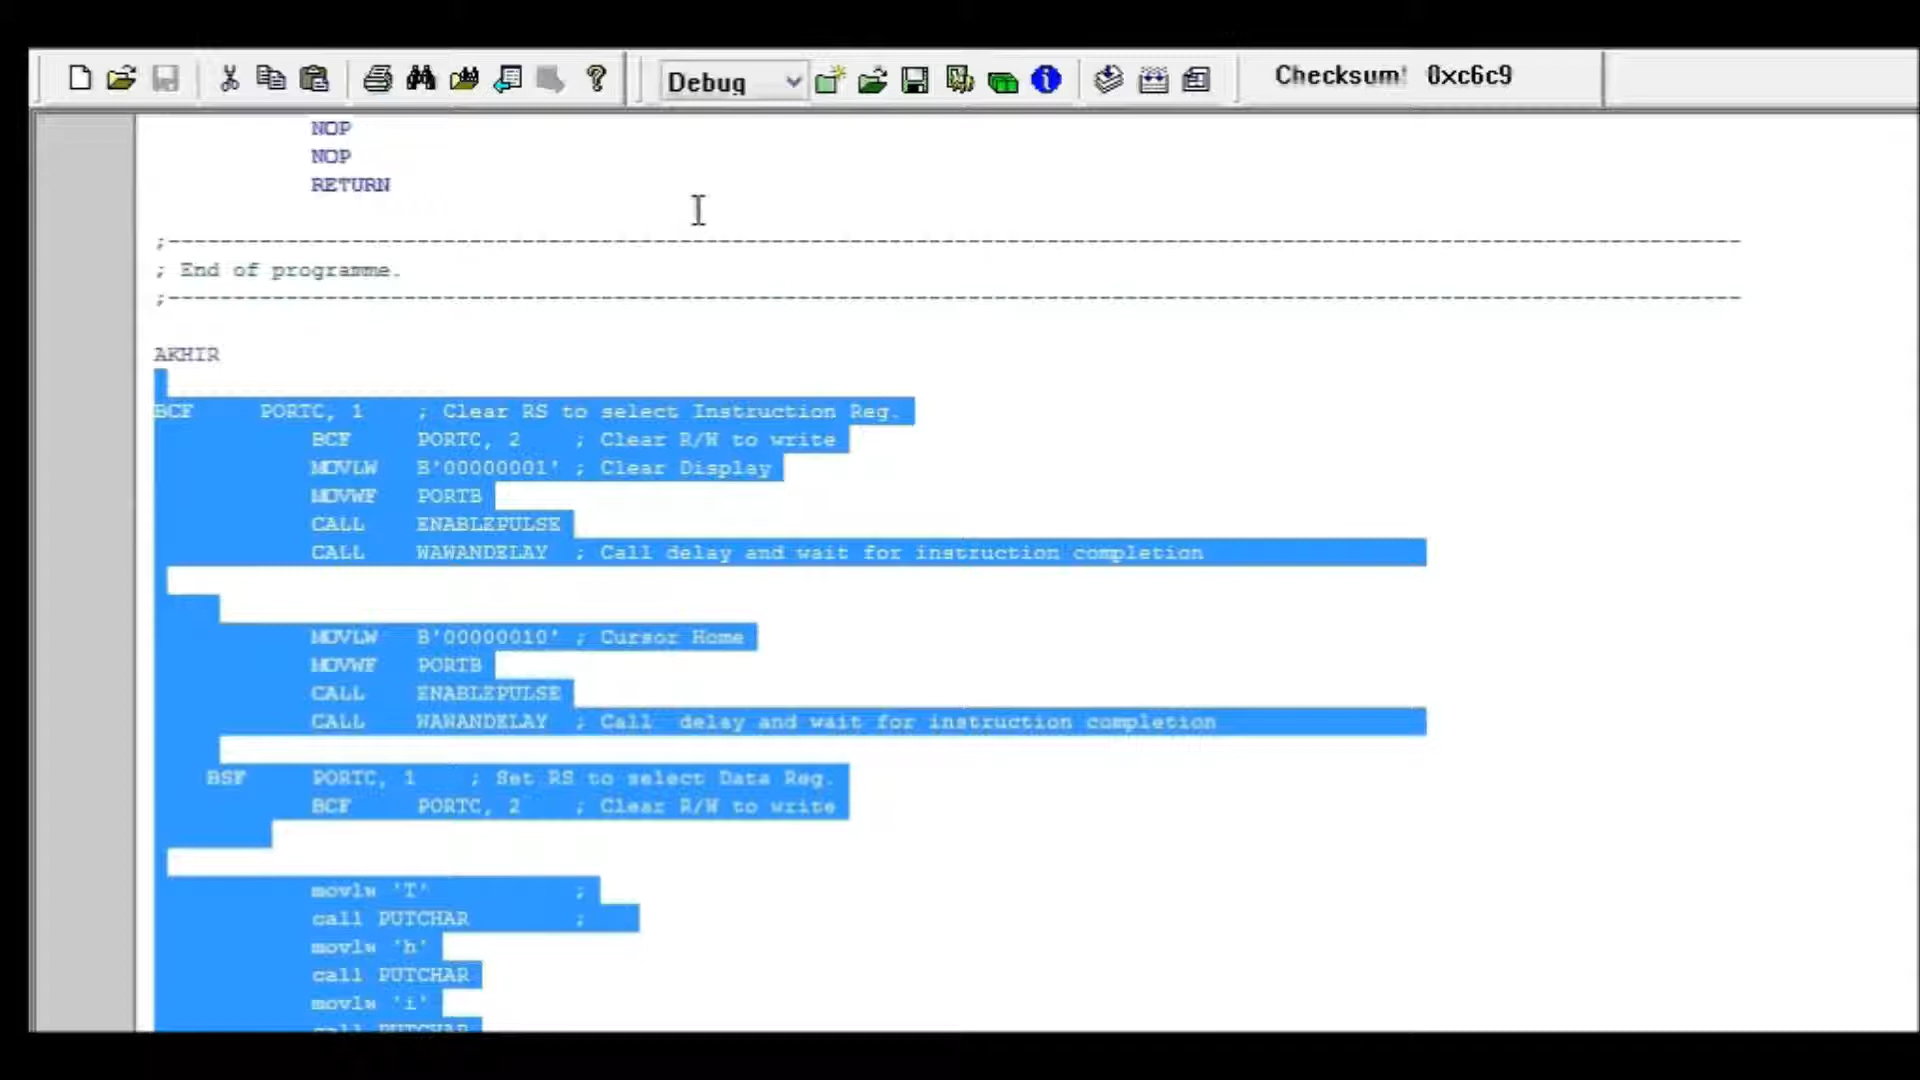 Debug Checksum: 0xc6c9
NOP
NOP
RETURN
;------------------------------------------------------------------------------------------------------------------------
; End of programme.
;------------------------------------------------------------------------------------------------------------------------
AKHIR
BCF PORTC, 1 ; Clear RS to select Instruction Reg.
BCF PORTC, 2 ; Clear R/W to write
MOVLW B'00000001' ; Clear Display
MOVWF PORTB
CALL ENABLEPULSE
CALL WAWANDELAY ; Call delay and wait for instruction completion
MOVLW B'00000010' ; Cursor Home
MOVWF PORTB
CALL ENABLEPULSE
CALL WAWANDELAY ; Call delay and wait for instruction completion
BSF PORTC, 1 ; Set RS to select Data Reg.
BCF PORTC, 2 ; Clear R/W to write
movlw 'T' ;
call PUTCHAR ;
movlw 'h'
call PUTCHAR
movlw 'i'
call PUTCHAR